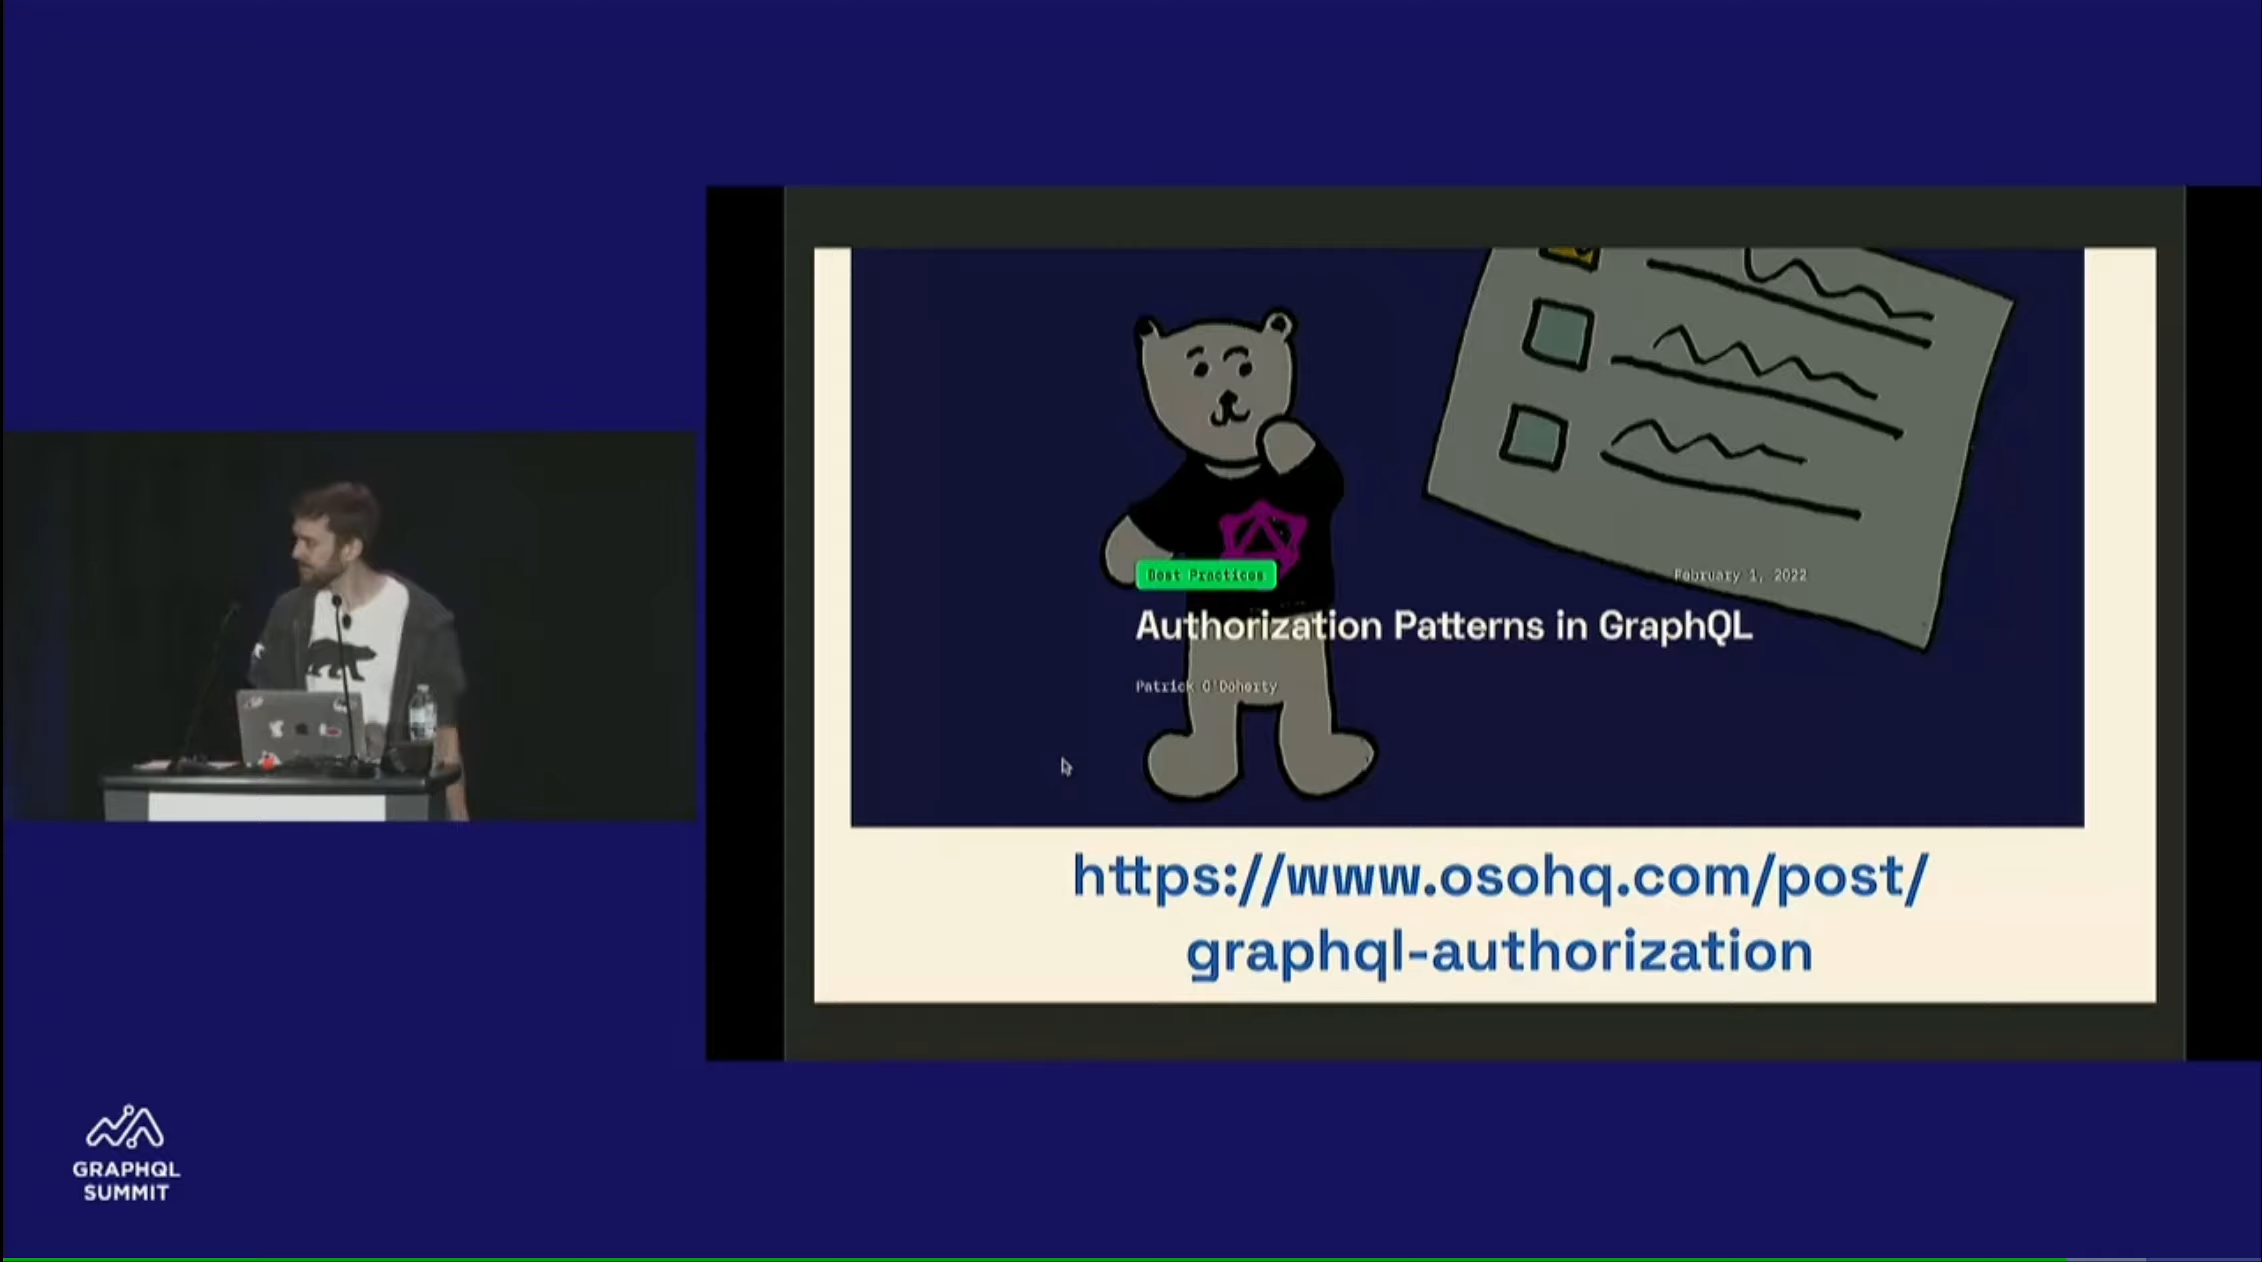 Best Practices
February 1, 2022
Authorization Patterns in GraphQL
Patrick O'Doherty
https://www.osohq.com/post/
graphql-authorization
GRAPHQL
SUMMIT